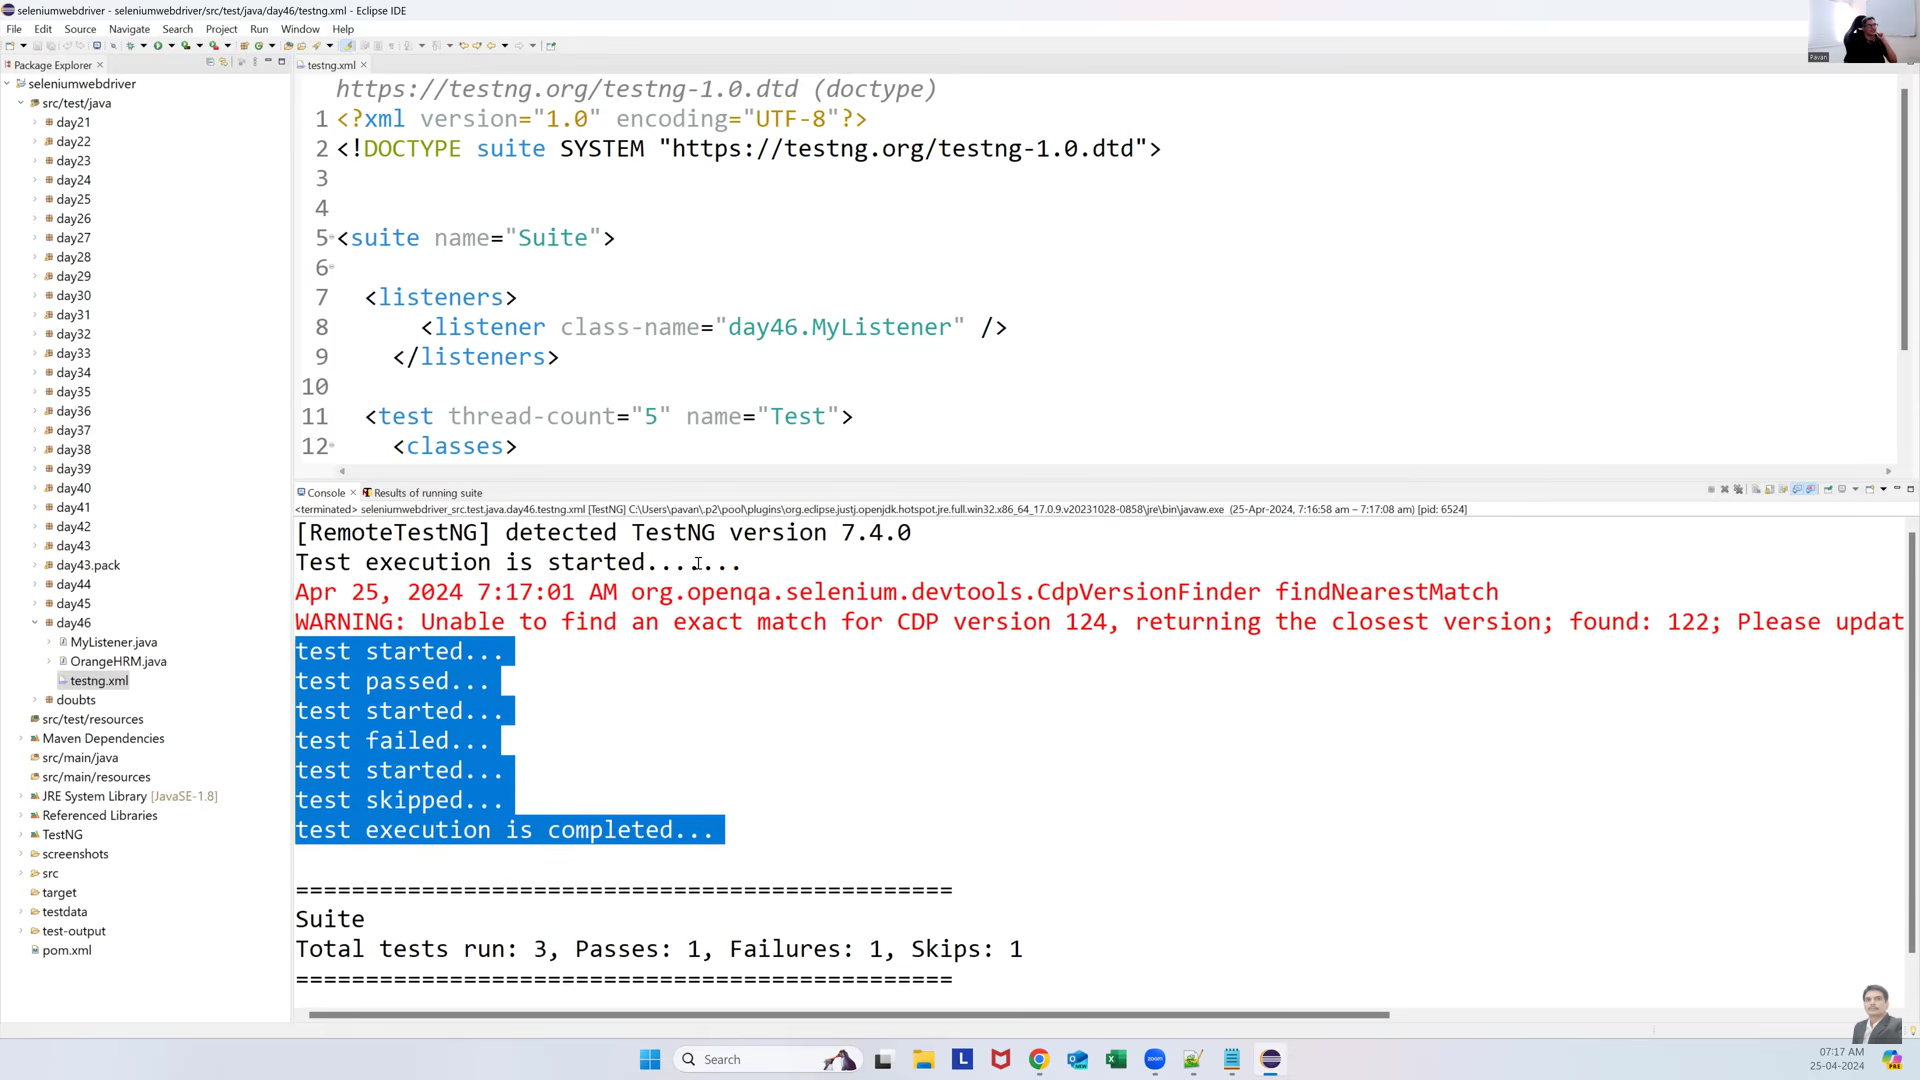 seleniumwebdriver - seleniumwebdriver/src/test/java/day46/testng.xml - Eclipse IDE
File Edit Source Navigate Search Project Run Window Help
Pavan
Package Explorer
seleniumwebdriver
src/test/java
day21
day22
day23
day24
day25
day26
day27
day28
day29
day30
day31
day32
day33
day34
day35
day36
day37
day38
day39
day40
day41
day42
day43
day43.pack
day44
day45
day46
MyListener.java
OrangeHRM.java
testng.xml
doubts
src/test/resources
Maven Dependencies
src/main/java
src/main/resources
JRE System Library [JavaSE-1.8]
Referenced Libraries
TestNG
screenshots
src
target
testdata
test-output
pom.xml
testng.xml
https://testng.org/testng-1.0.dtd (doctype)
1 <?xml version="1.0" encoding="UTF-8"?>
2 <!DOCTYPE suite SYSTEM "https://testng.org/testng-1.0.dtd">
3
4
5 <suite name="Suite">
6
7 <listeners>
8 <listener class-name="day46.MyListener" />
9 </listeners>
10
11 <test thread-count="5" name="Test">
12 <classes>
Console Results of running suite
<terminated> seleniumwebdriver_src.test.java.day46.testng.xml [TestNG] C:\Users\pavan\.p2\pool\plugins\org.eclipse.justj.openjdk.hotspot.jre.full.win32.x86_64_17.0.9.v20231028-0858\jre\bin\javaw.exe (25-Apr-2024, 7:16:58 am – 7:17:08 am) [pid: 6524]
[RemoteTestNG] detected TestNG version 7.4.0
Test execution is started.......
Apr 25, 2024 7:17:01 AM org.openqa.selenium.devtools.CdpVersionFinder findNearestMatch
WARNING: Unable to find an exact match for CDP version 124, returning the closest version; found: 122; Please updat
test started...
test passed...
test started...
test failed...
test started...
test skipped...
test execution is completed...
===============================================
Suite
Total tests run: 3, Passes: 1, Failures: 1, Skips: 1
===============================================
Search
07:17 AM
25-04-2024